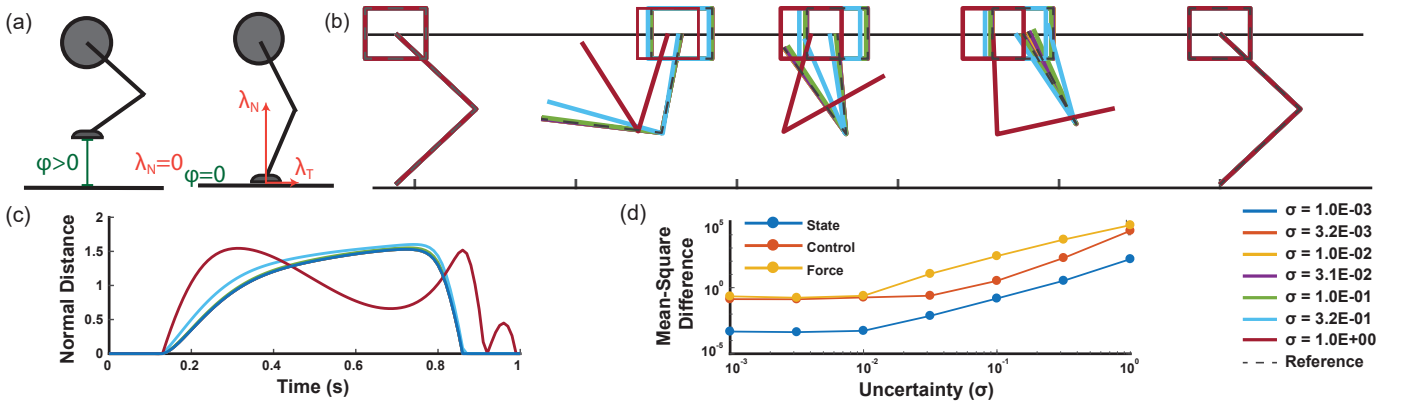 (a)
φ>0
λN=0
φ=0
λN
λT
(b)
(c)
Normal Distance
2
1.5
1
0.5
0
0
0.2
0.4
0.6
0.8
1
Time (s)
(d)
Mean-Square
Difference
10^5
10^0
10^-5
State
Control
Force
10^-3
10^-2
10^-1
10^0
Uncertainty (σ)
σ = 1.0E-03
σ = 3.2E-03
σ = 1.0E-02
σ = 3.1E-02
σ = 1.0E-01
σ = 3.2E-01
σ = 1.0E+00
Reference